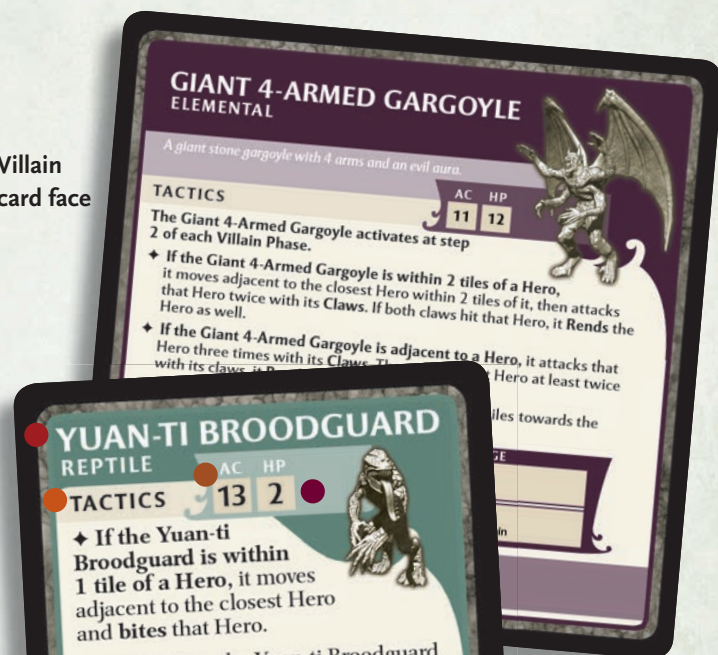 Villain
card face
GIANT 4-ARMED GARGOYLE
ELEMENTAL
A giant stone gargoyle with 4 arms and an evil aura.
TACTICS
AC HP
11 12
The Giant 4-Armed Gargoyle activates at step
2 of each Villain Phase.
✦ If the Giant 4-Armed Gargoyle is within 2 tiles of a Hero,
it moves adjacent to the closest Hero within 2 tiles of it, then attacks
that Hero twice with its Claws. If both claws hit that Hero, it Rends the
Hero as well.
✦ If the Giant 4-Armed Gargoyle is adjacent to a Hero, it attacks that
Hero three times with its Claws. Hero at least twice
with its claws, it
towards the
YUAN-TI BROODGUARD
REPTILE
AC HP
TACTICS 13 2
✦ If the Yuan-ti
Broodguard is within
1 tile of a Hero, it moves
adjacent to the closest Hero
and bites that Hero.
Yuan-ti Broodguard